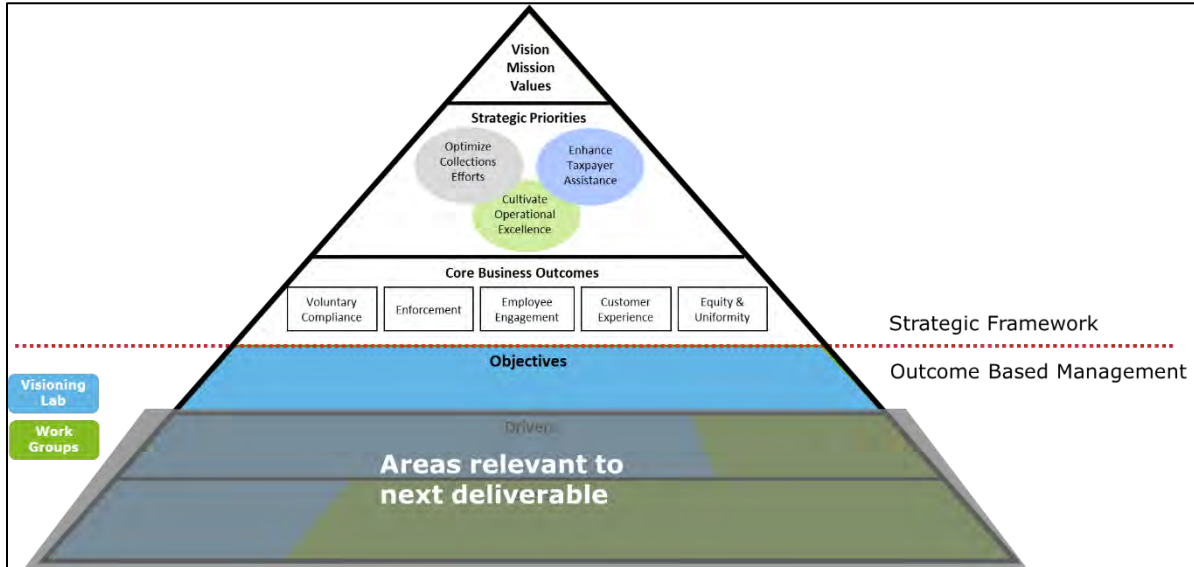 Vision
Mission
Values
Strategic Priorities
Optimize
Collections
Efforts
Enhance
Taxpayer
Assistance
Cultivate
Operational
Excellence
Core Business Outcomes
Voluntary
Compliance
Enforcement
Employee
Engagement
Customer
Experience
Equity &
Uniformity
Strategic Framework
Objectives
Outcome Based Management
Visioning
Lab
Work
Groups
Drivers
Areas relevant to
next deliverable